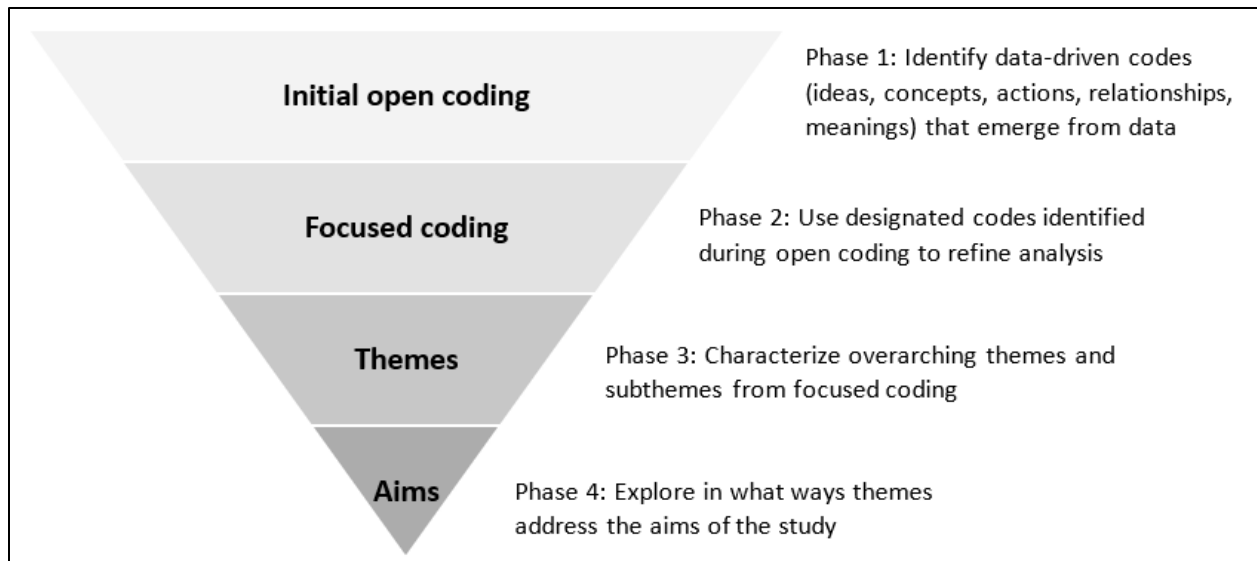 Initial open coding
Phase 1: Identify data-driven codes
(ideas, concepts, actions, relationships,
meanings) that emerge from data
Focused coding
Phase 2: Use designated codes identified
during open coding to refine analysis
Themes
Phase 3: Characterize overarching themes and
subthemes from focused coding
Aims
Phase 4: Explore in what ways themes
address the aims of the study